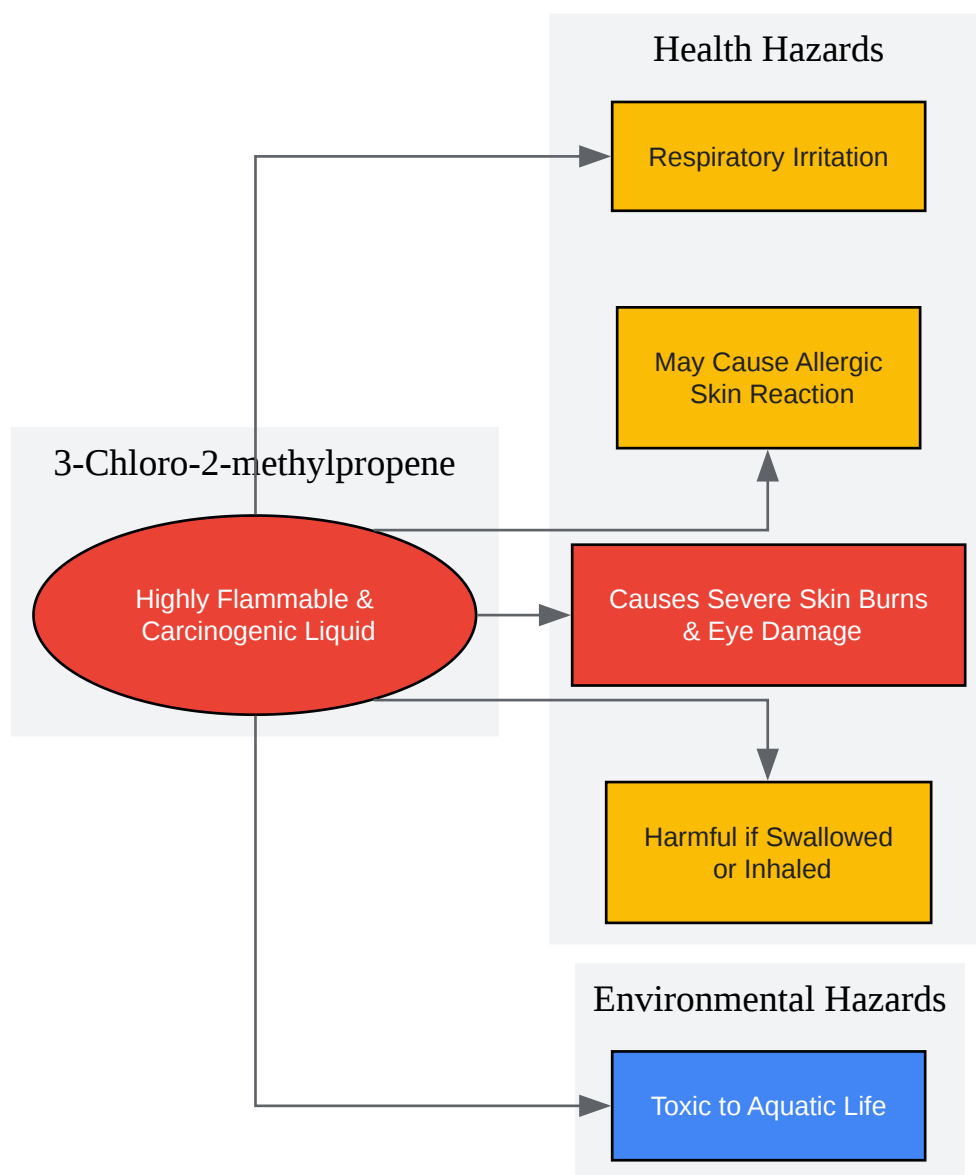 Health Hazards
Respiratory Irritation
May Cause Allergic
Skin Reaction
3-Chloro-2-methylpropene
Highly Flammable &
Carcinogenic Liquid
Causes Severe Skin Burns
& Eye Damage
Harmful if Swallowed
or Inhaled
Environmental Hazards
Toxic to Aquatic Life